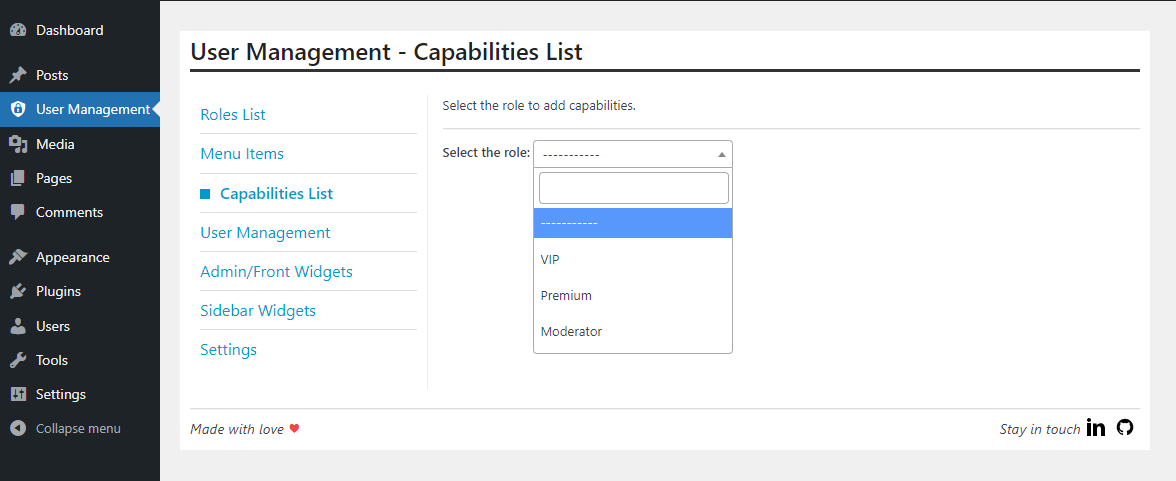 Dashboard
Posts
User Management
Media
Pages
Comments
Appearance
Plugins
Users
Tools
Settings
Collapse menu
User Management - Capabilities List
Roles List
Menu Items
Capabilities List
User Management
Admin/Front Widgets
Sidebar Widgets
Settings
Select the role to add capabilities.
Select the role: -----------
-----------
VIP
Premium
Moderator
Made with love
Stay in touch in